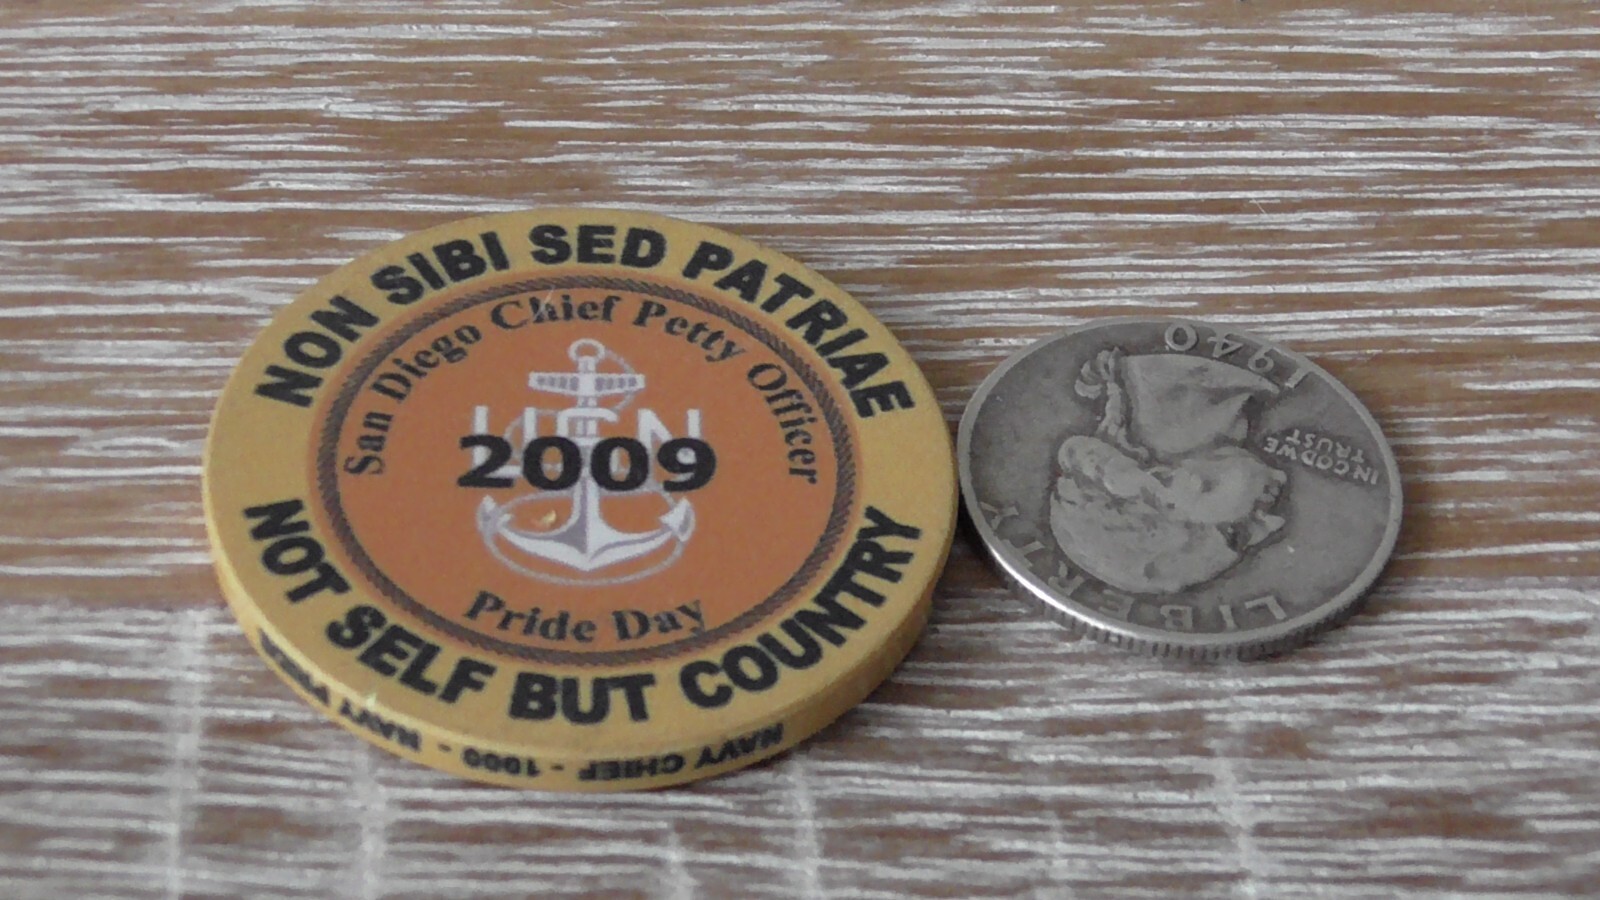 NON SIBI SED PATRIAE
San Diego Chief Petty Officer
USN
2009
Pride Day
NOT SELF BUT COUNTRY
NAVY CHIEF - 1000 - NAVY
1940
IN GOD WE
TRUST
LIBERTY